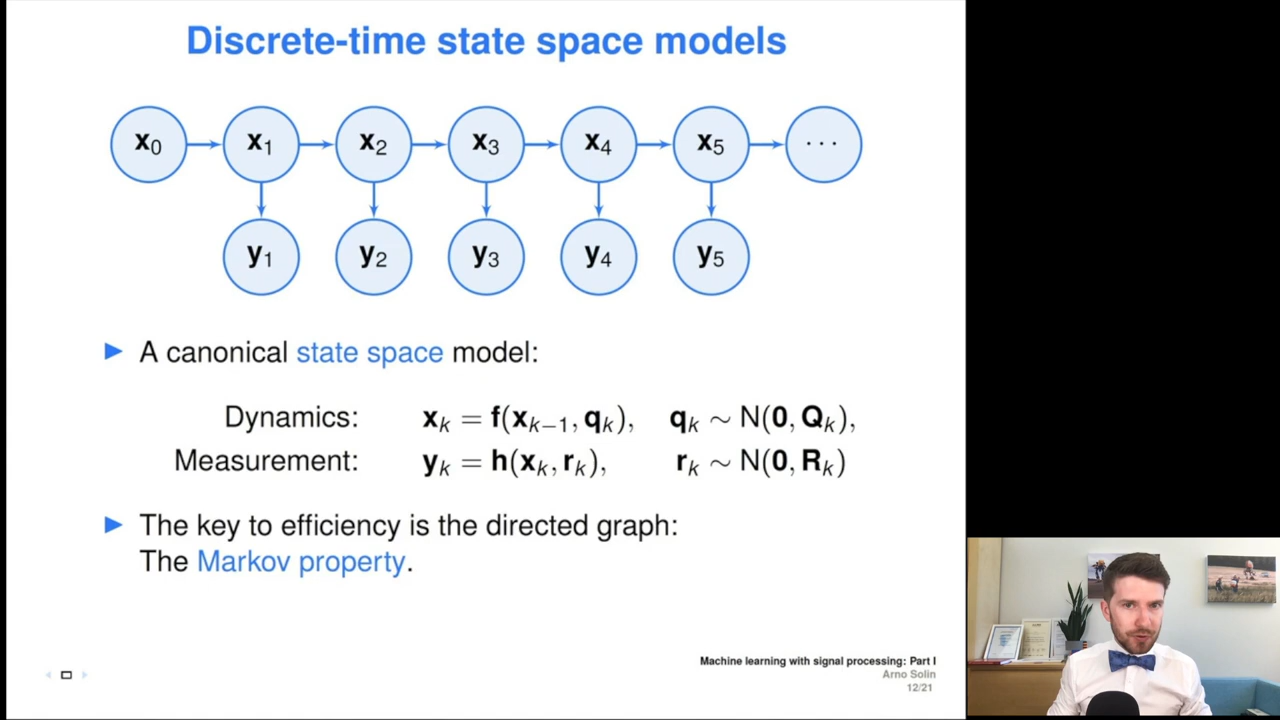 Discrete-time state space models
x₀ x₁ x₂ x₃ x₄ x₅ ···
y₁ y₂ y₃ y₄ y₅
A canonical state space model:
Dynamics: xₖ = f(xₖ₋₁, qₖ), qₖ ∼ N(0, Qₖ),
Measurement: yₖ = h(xₖ, rₖ), rₖ ∼ N(0, Rₖ)
The key to efficiency is the directed graph:
The Markov property.
Machine learning with signal processing: Part I
Arno Solin
12/21